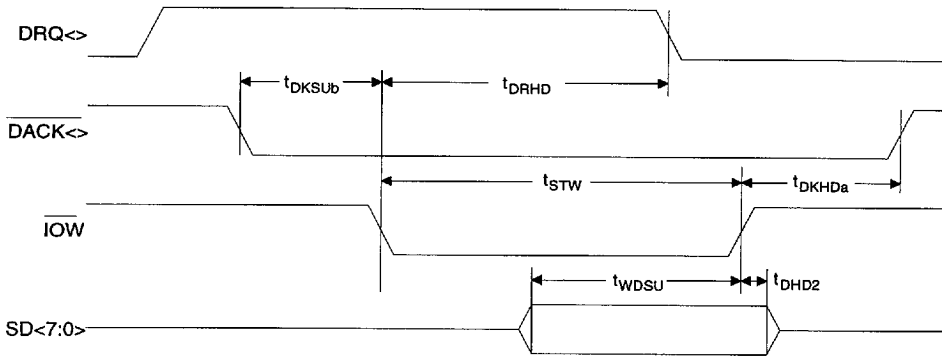 DRQ<>
tDKSUb
tDRHD
DACK<>
tSTW
tDKHDa
IOW
tWDSU
tDHD2
SD<7:0>